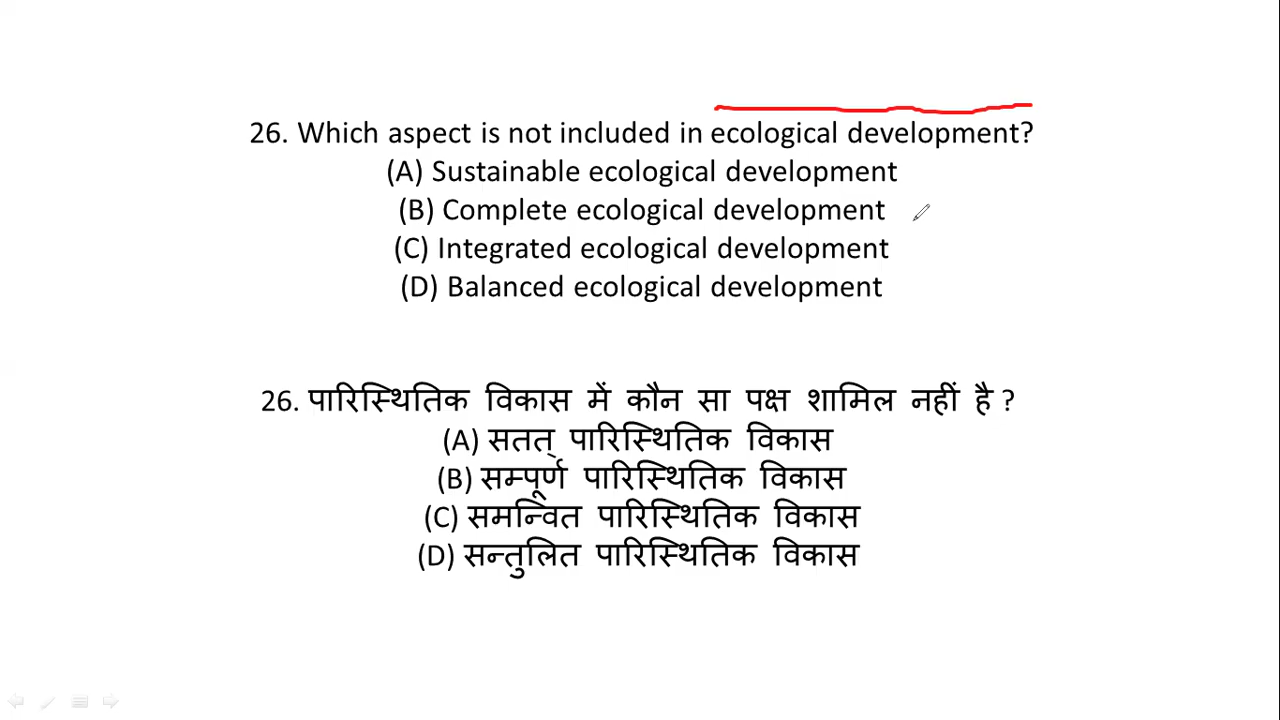 26. Which aspect is not included in ecological development?
(A) Sustainable ecological development
(B) Complete ecological development
(C) Integrated ecological development
(D) Balanced ecological development
26. पारिस्थितिक विकास में कौन सा पक्ष शामिल नहीं है ?
(A) सतत् पारिस्थितिक विकास
(B) सम्पूर्ण पारिस्थितिक विकास
(C) समन्वित पारिस्थितिक विकास
(D) सन्तुलित पारिस्थितिक विकास